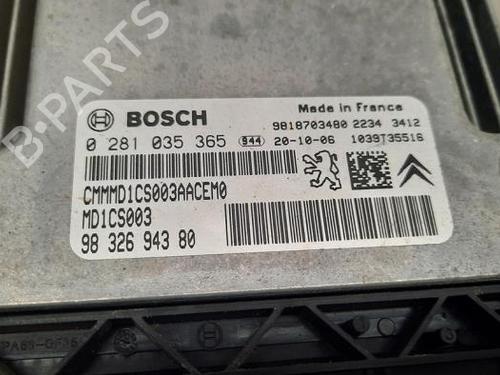 BOSCH
Made in France
9818703480 2234 3412
0 281 035 365 944 20-10-06 1039T35516
CMMMD1CS003AACEM0
MD1CS003
98 326 943 80
B-PARTS